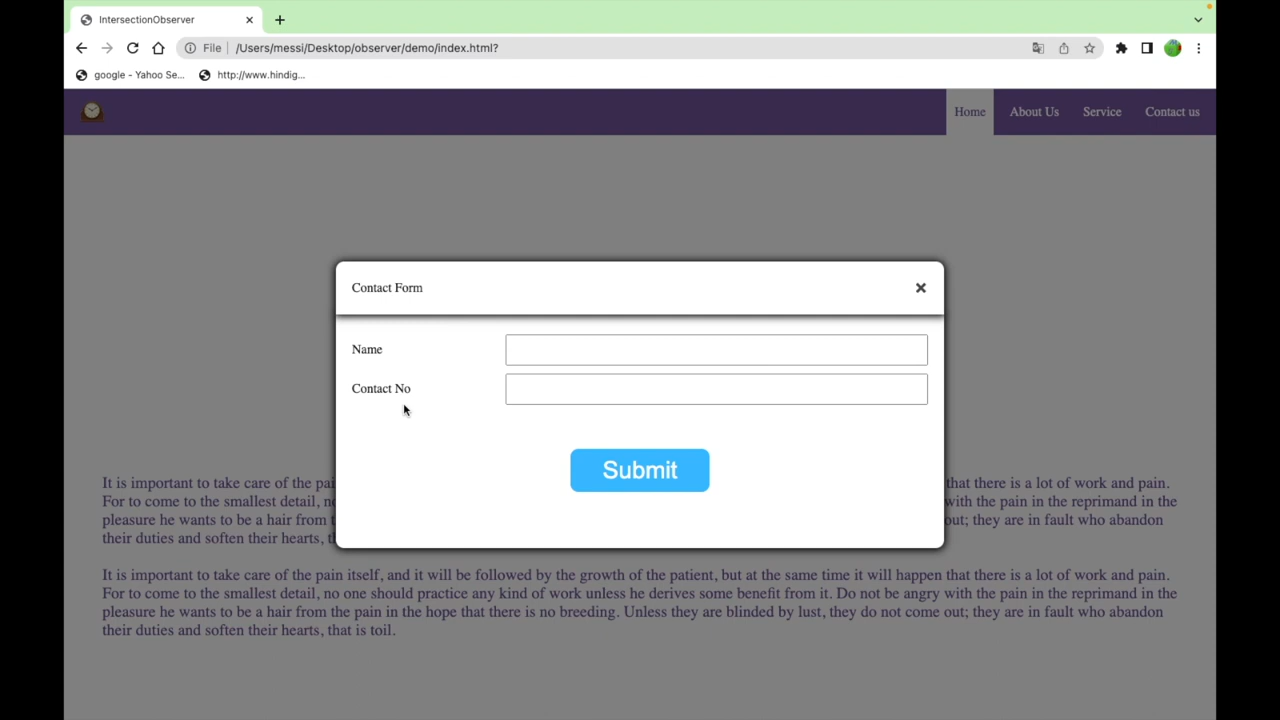 IntersectionObserver
File /Users/messi/Desktop/observer/demo/index.html?
google - Yahoo Se... http://www.hindig...
Home About Us Service Contact us
Contact Form
Name
Contact No
Submit
It is important to take care of the pai that there is a lot of work and pain.
For to come to the smallest detail, no with the pain in the reprimand in the
pleasure he wants to be a hair from t out; they are in fault who abandon
their duties and soften their hearts, th
It is important to take care of the pain itself, and it will be followed by the growth of the patient, but at the same time it will happen that there is a lot of work and pain.
For to come to the smallest detail, no one should practice any kind of work unless he derives some benefit from it. Do not be angry with the pain in the reprimand in the
pleasure he wants to be a hair from the pain in the hope that there is no breeding. Unless they are blinded by lust, they do not come out; they are in fault who abandon
their duties and soften their hearts, that is toil.